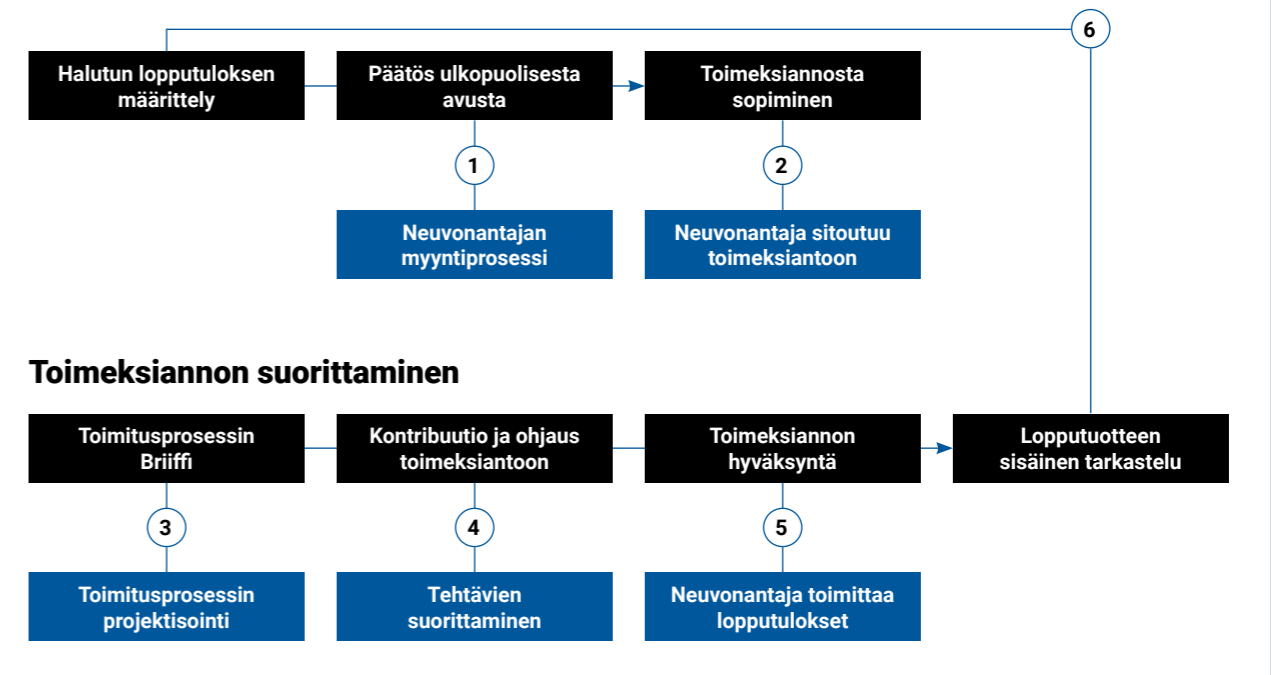 6
Halutun lopputuloksen
määrittely
Päätös ulkopuolisesta
avusta
Toimeksiannosta
sopiminen
1
2
Neuvonantajan
myyntiprosessi
Neuvonantaja sitoutuu
toimeksiantoon
Toimeksiannon suorittaminen
Toimitusprosessin
Briiffi
Kontribuutio ja ohjaus
toimeksiantoon
Toimeksiannon
hyväksyntä
Lopputuotteen
sisäinen tarkastelu
3
4
5
Toimitusprosessin
projektisointi
Tehtävien
suorittaminen
Neuvonantaja toimittaa
lopputulokset